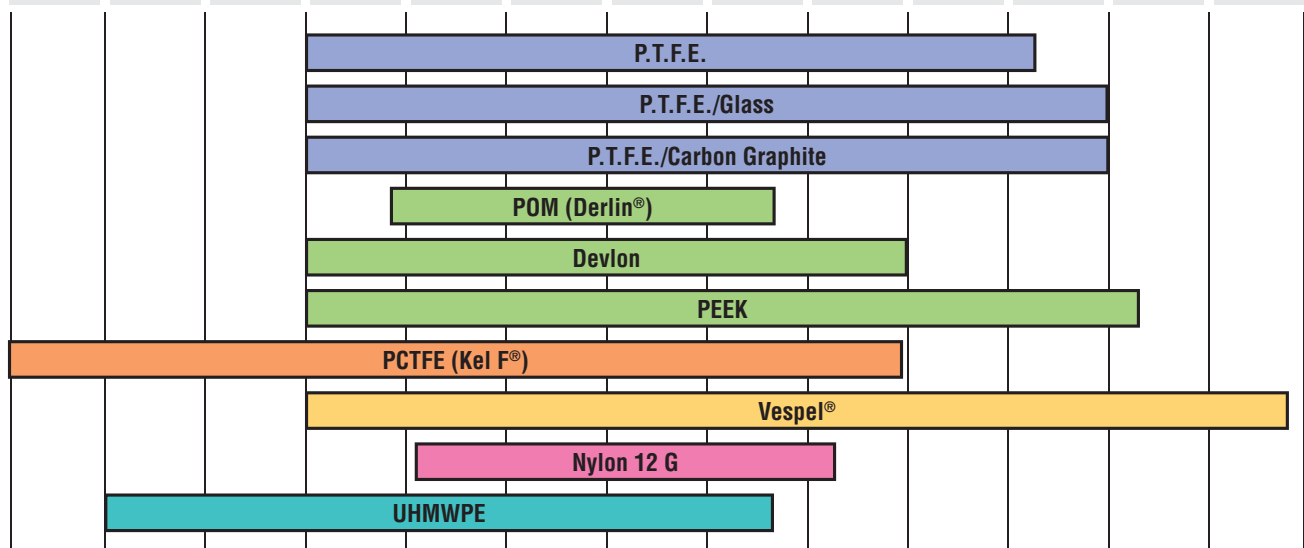 P.T.F.E.
P.T.F.E./Glass
P.T.F.E./Carbon Graphite
POM (Derlin®)
Devlon
PEEK
PCTFE (Kel F®)
Vespel®
Nylon 12 G
UHMWPE